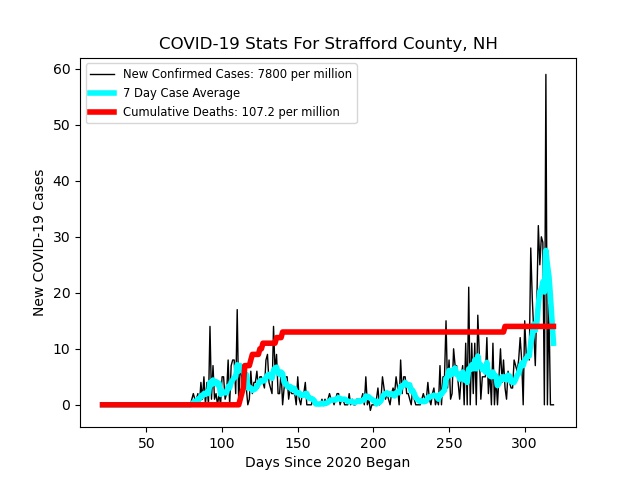 COVID-19 Stats For Strafford County, NH
New Confirmed Cases: 7800 per million
7 Day Case Average
Cumulative Deaths: 107.2 per million
New COVID-19 Cases
60
50
40
30
20
10
0
50 100 150 200 250 300
Days Since 2020 Began